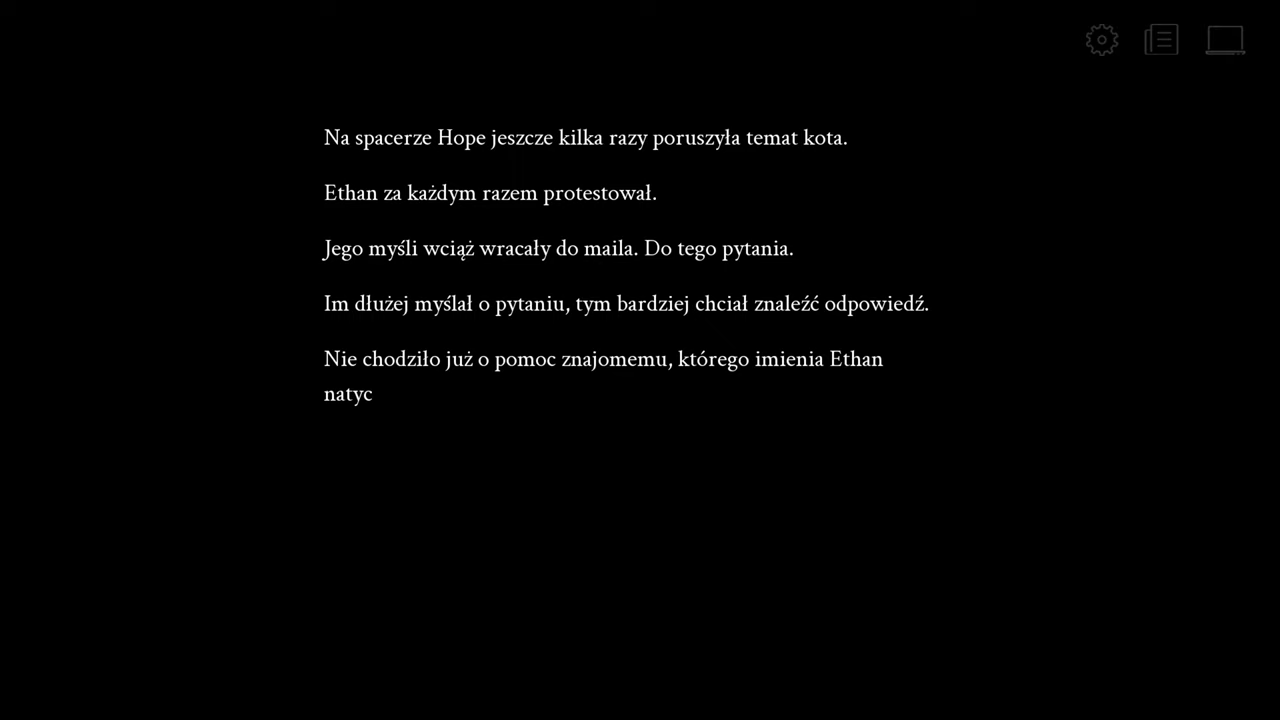 Na spacerze Hope jeszcze kilka razy poruszyła temat kota.
Ethan za każdym razem protestował.
Jego myśli wciąż wracały do maila. Do tego pytania.
Im dłużej myślał o pytaniu, tym bardziej chciał znaleźć odpowiedź.
Nie chodziło już o pomoc znajomemu, którego imienia Ethan
natyc